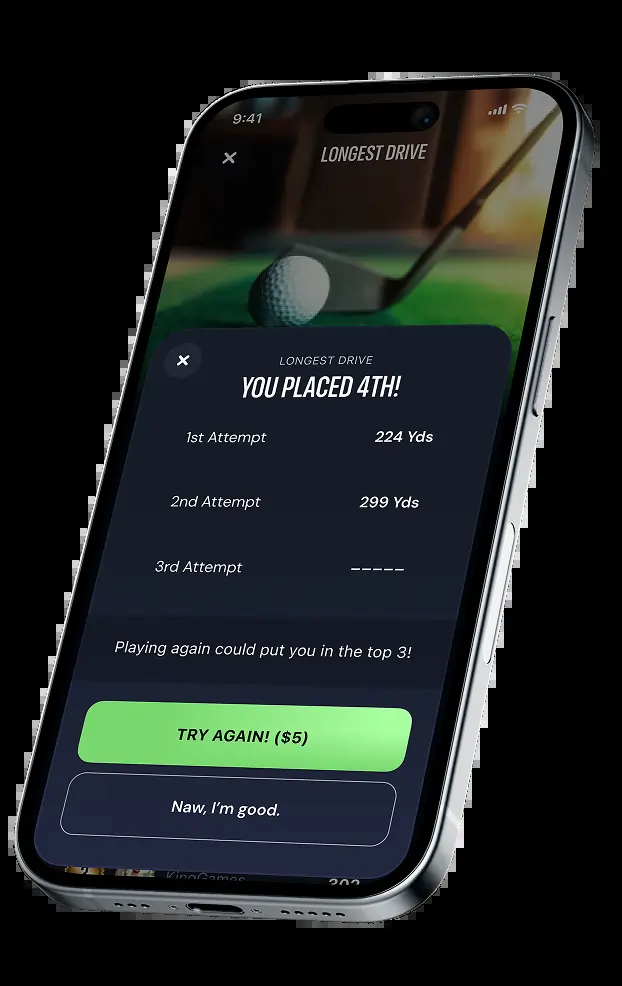 9:41
LONGEST DRIVE
LONGEST DRIVE
YOU PLACED 4TH!
1st Attempt 224 Yds
2nd Attempt 299 Yds
3rd Attempt −−−−−
Playing again could put you in the top 3!
TRY AGAIN! ($5)
Naw, I’m good.
2 KingGames 302